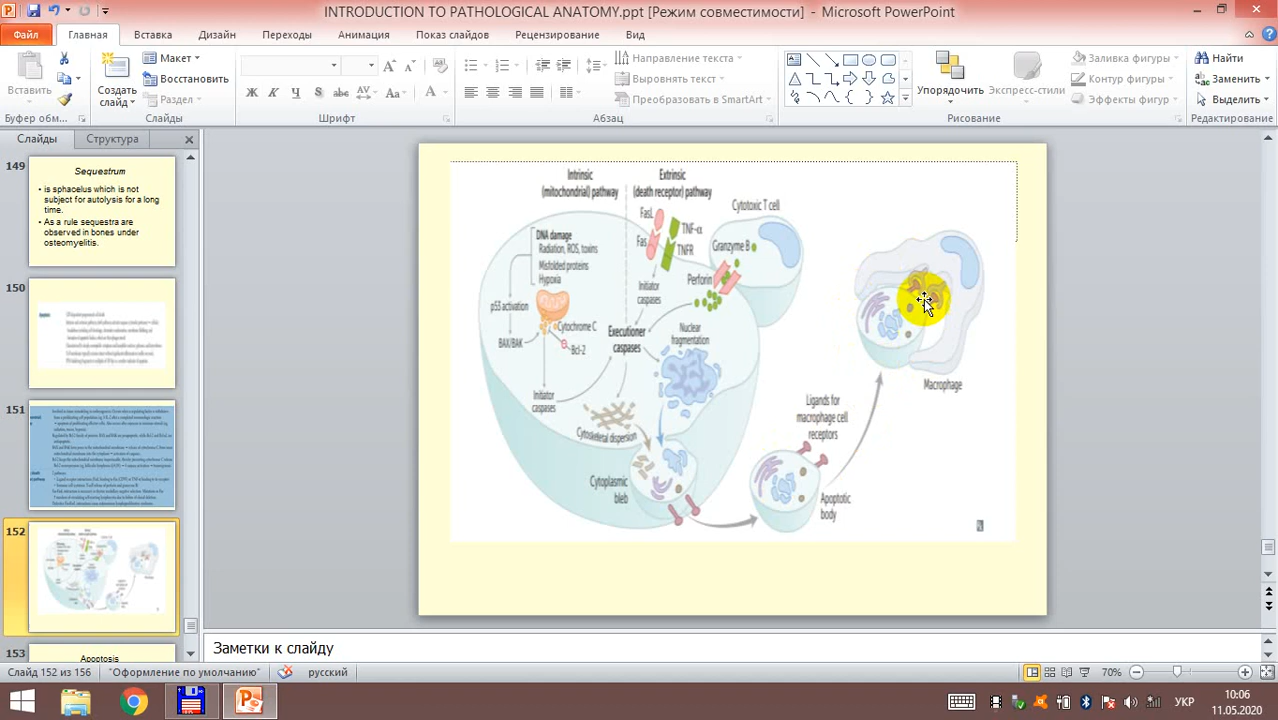 INTRODUCTION TO PATHOLOGICAL ANATOMY.ppt [Режим совместимости] - Microsoft PowerPoint
Файл Главная Вставка Дизайн Переходы Анимация Показ слайдов Рецензирование Вид
Вставить
Буфер обм...
Создать слайд
Макет
Восстановить
Раздел
Слайды
Ж К Ч S abc AV Aa A
Шрифт
Направление текста
Выровнять текст
Преобразовать в SmartArt
Абзац
Упорядочить
Экспресс-стили
Заливка фигуры
Контур фигуры
Эффекты фигур
Рисование
Найти
Заменить
Выделить
Редактирование
Слайды Структура
149
Sequestrum
• is sphacelus which is not
subject for autolysis for a long
time.
• As a rule sequestra are
observed in bones under
osteomyelitis.
150
151
152
153
Apoptosis
Intrinsic
(mitochondrial) pathway
Extrinsic
(death receptor) pathway
DNA damage
Radiation, ROS, toxins
Misfolded proteins
Hypoxia
p53 activation
BAX/BAK
Cytochrome C
Bcl-2
Initiator
caspases
FasL
Fas
TNF-α
TNFR
Initiator
caspases
Executioner
caspases
Cytotoxic T cell
Granzyme B
Perforin
Nuclear
fragmentation
Cytoskeletal dispersion
Cytoplasmic
bleb
Ligands for
macrophage cell
receptors
Apoptotic
body
Macrophage
Заметки к слайду
Слайд 152 из 156 "Оформление по умолчанию" русский 70%
УКР
10:06
11.05.2020